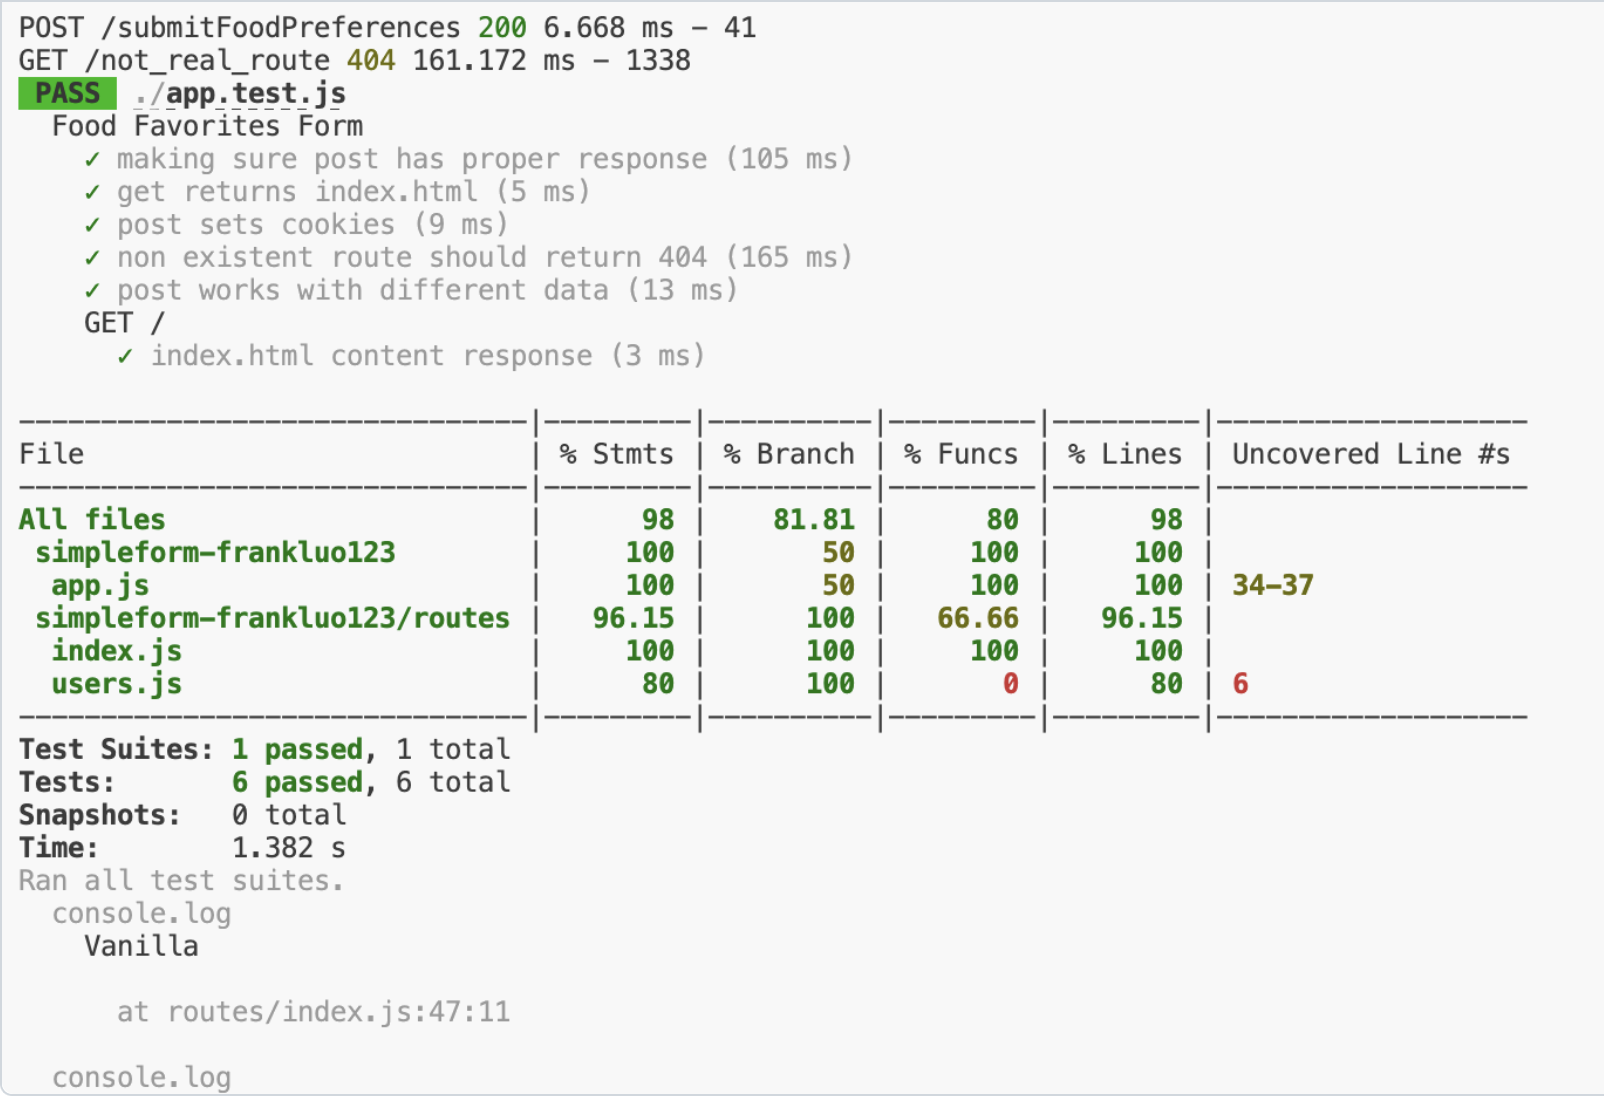 POST /submitFoodPreferences 200 6.668 ms - 41
GET /not_real_route 404 161.172 ms - 1338
PASS ./app.test.js
Food Favorites Form
✓ making sure post has proper response (105 ms)
✓ get returns index.html (5 ms)
✓ post sets cookies (9 ms)
✓ non existent route should return 404 (165 ms)
✓ post works with different data (13 ms)
GET /
✓ index.html content response (3 ms)
-------------------------------|---------|----------|---------|---------|-------------------
File                           | % Stmts | % Branch | % Funcs | % Lines | Uncovered Line #s
-------------------------------|---------|----------|---------|---------|-------------------
All files                      |      98 |    81.81 |      80 |      98 |
simpleform-frankluo123        |     100 |       50 |     100 |     100 |
app.js                       |     100 |       50 |     100 |     100 | 34-37
simpleform-frankluo123/routes |   96.15 |      100 |   66.66 |   96.15 |
index.js                     |     100 |      100 |     100 |     100 |
users.js                     |      80 |      100 |       0 |      80 | 6
-------------------------------|---------|----------|---------|---------|-------------------
Test Suites: 1 passed, 1 total
Tests:       6 passed, 6 total
Snapshots:   0 total
Time:        1.382 s
Ran all test suites.
console.log
Vanilla
at routes/index.js:47:11
console.log